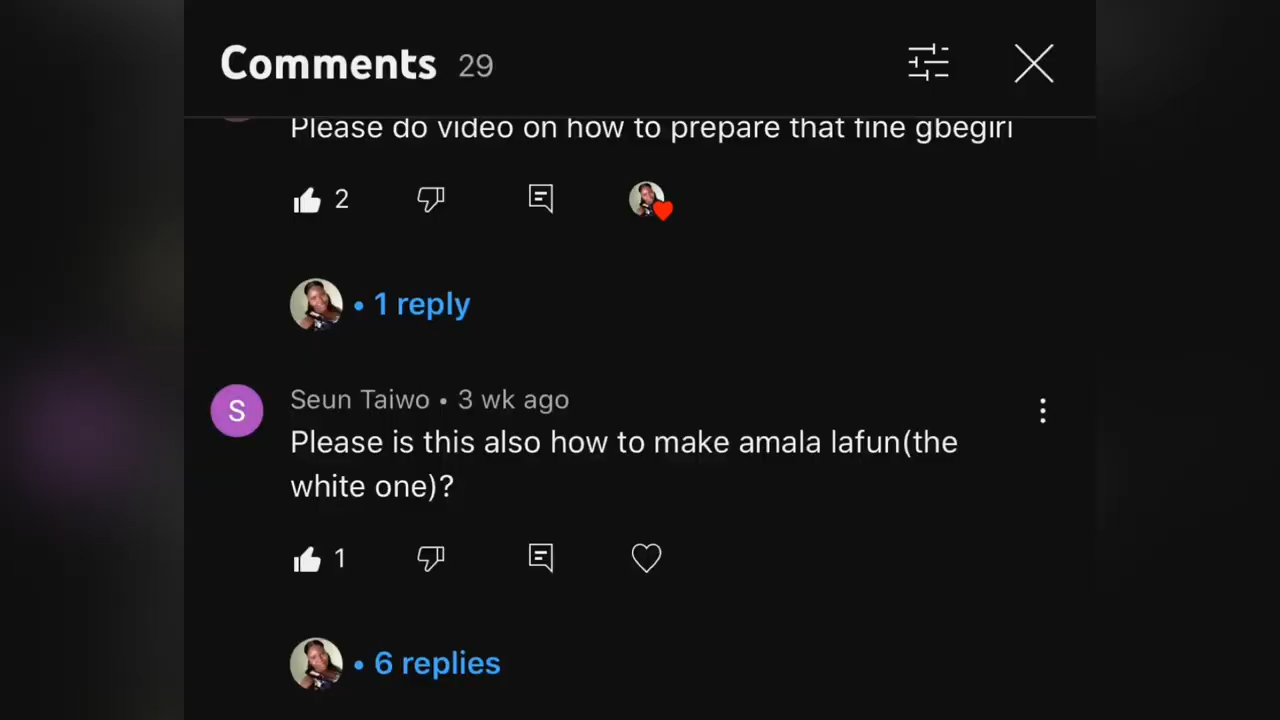 Comments 29
Please do video on how to prepare that fine gbegiri
2
• 1 reply
S
Seun Taiwo • 3 wk ago
Please is this also how to make amala lafun(the
white one)?
1
• 6 replies